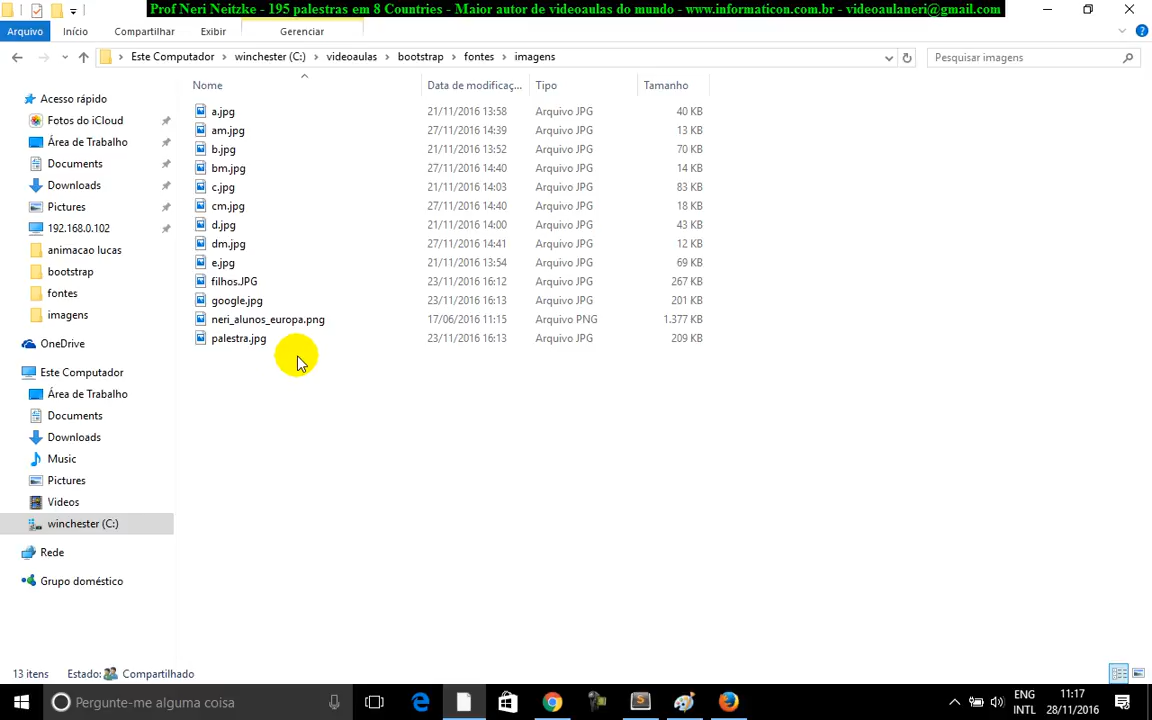 Prof Neri Neitzke - 195 palestras em 8 Countries - Maior autor de videoaulas do mundo - www.informaticon.com.br - videoaulaneri@gmail.com
Arquivo Início Compartilhar Exibir Gerenciar
Este Computador winchester (C:) videoaulas bootstrap fontes imagens
Pesquisar imagens
Nome Data de modificaç... Tipo Tamanho
a.jpg 21/11/2016 13:58 Arquivo JPG 40 KB
am.jpg 27/11/2016 14:39 Arquivo JPG 13 KB
b.jpg 21/11/2016 13:52 Arquivo JPG 70 KB
bm.jpg 27/11/2016 14:40 Arquivo JPG 14 KB
c.jpg 21/11/2016 14:03 Arquivo JPG 83 KB
cm.jpg 27/11/2016 14:40 Arquivo JPG 18 KB
d.jpg 21/11/2016 14:00 Arquivo JPG 43 KB
dm.jpg 27/11/2016 14:41 Arquivo JPG 12 KB
e.jpg 21/11/2016 13:54 Arquivo JPG 69 KB
filhos.JPG 23/11/2016 16:12 Arquivo JPG 267 KB
google.jpg 23/11/2016 16:13 Arquivo JPG 201 KB
neri_alunos_europa.png 17/06/2016 11:15 Arquivo PNG 1.377 KB
palestra.jpg 23/11/2016 16:13 Arquivo JPG 209 KB
Acesso rápido
Fotos do iCloud
Área de Trabalho
Documents
Downloads
Pictures
192.168.0.102
animacao lucas
bootstrap
fontes
imagens
OneDrive
Este Computador
Área de Trabalho
Documents
Downloads
Music
Pictures
Videos
winchester (C:)
Rede
Grupo doméstico
13 itens Estado: Compartilhado
Pergunte-me alguma coisa
ENG
INTL
11:17
28/11/2016